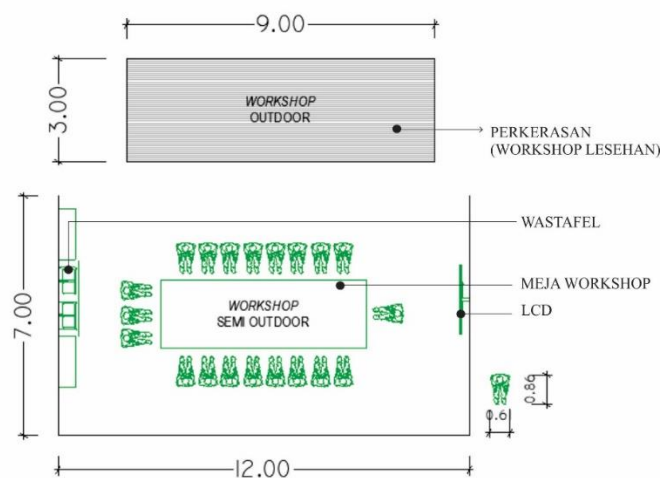 9.00
3.00
WORKSHOP
OUTDOOR
PERKERASAN
(WORKSHOP LESEHAN)
7.00
WASTAFEL
MEJA WORKSHOP
WORKSHOP
SEMI OUTDOOR
LCD
0.86
0.6
12.00